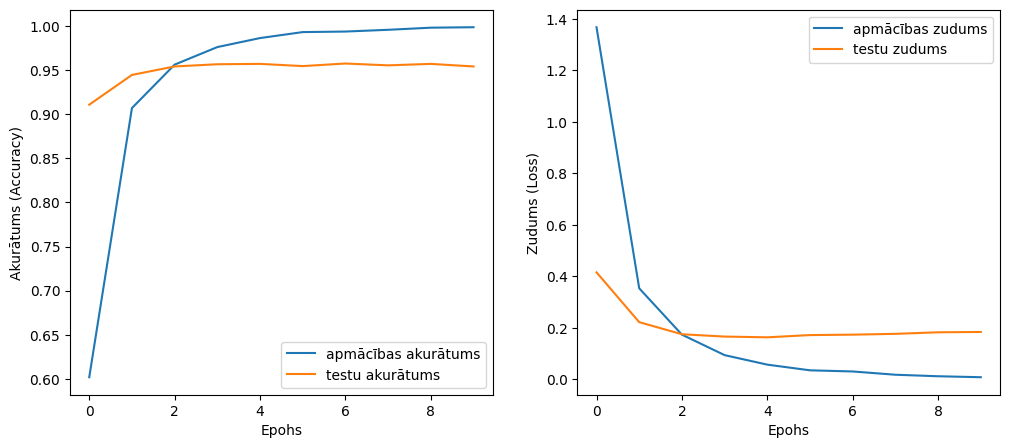 1.00
0.95
0.90
0.85
0.80
0.75
0.70
0.65
0.60
Akurātums (Accuracy)
apmācības akurātums
testu akurātums
0 2 4 6 8
Epohs
1.4
1.2
1.0
0.8
0.6
0.4
0.2
0.0
Zudums (Loss)
apmācības zudums
testu zudums
0 2 4 6 8
Epohs